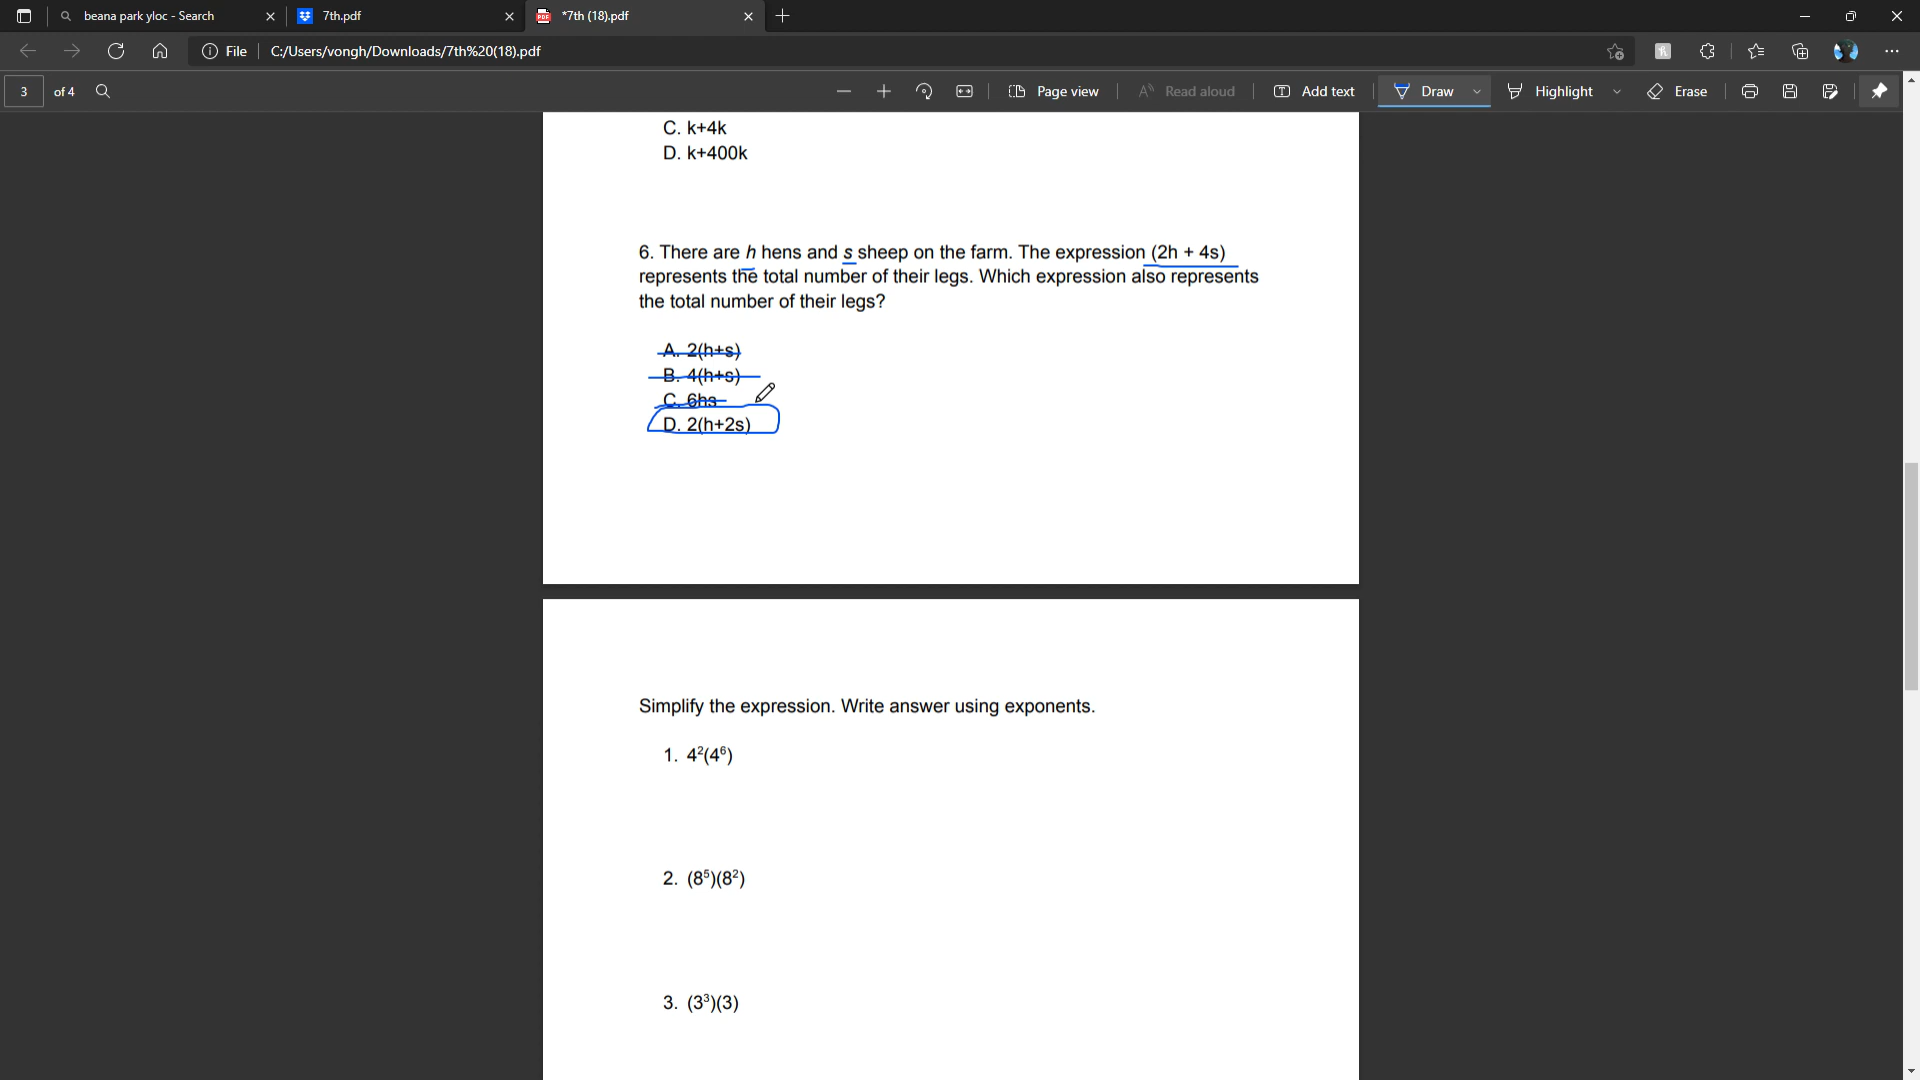 beana park yloc - Search
7th.pdf
*7th (18).pdf
File
C:/Users/vongh/Downloads/7th%20(18).pdf
3 of 4
Page view
Read aloud
Add text
Draw
Highlight
Erase
C. k+4k
D. k+400k
6. There are h hens and s sheep on the farm. The expression (2h + 4s)
represents the total number of their legs. Which expression also represents
the total number of their legs?
A. 2(h+s)
B. 4(h+s)
C. 6hs
D. 2(h+2s)
Simplify the expression. Write answer using exponents.
1. 4²(4⁶)
2. (8⁵)(8²)
3. (3³)(3)